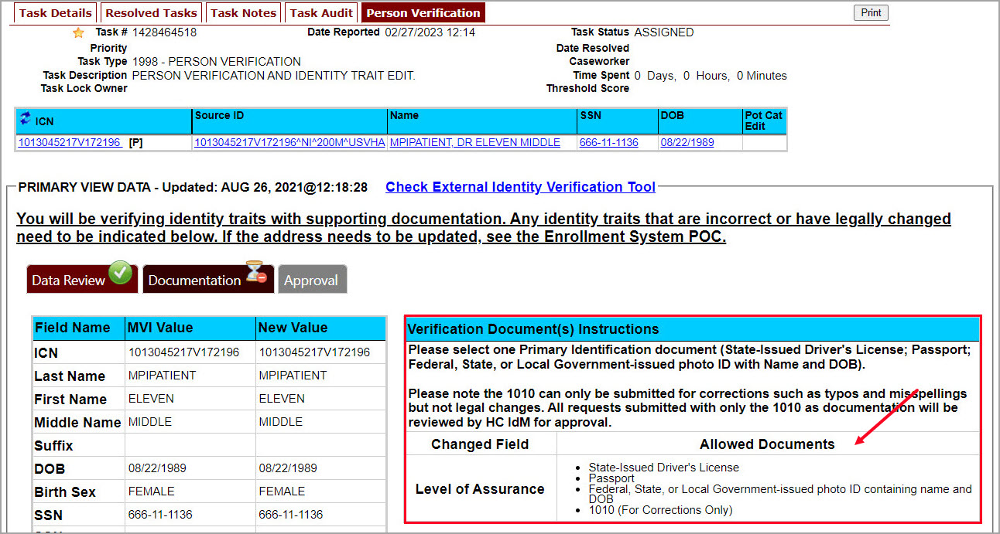 Task Details Resolved Tasks Task Notes Task Audit Person Verification Print
Task # 1428464518 Date Reported 02/27/2023 12:14 Task Status ASSIGNED
Priority Date Resolved
Task Type 1998 - PERSON VERIFICATION Caseworker
Task Description PERSON VERIFICATION AND IDENTITY TRAIT EDIT. Time Spent 0 Days, 0 Hours, 0 Minutes
Task Lock Owner Threshold Score
ICN Source ID Name SSN DOB Pot Cat
Edit
1013045217V172196 [P] 1013045217V172196^NI^200M^USVHA MPIPATIENT, DR ELEVEN MIDDLE 666-11-1136 08/22/1989
PRIMARY VIEW DATA - Updated: AUG 26, 2021@12:18:28 Check External Identity Verification Tool
You will be verifying identity traits with supporting documentation. Any identity traits that are incorrect or have legally changed
need to be indicated below. If the address needs to be updated, see the Enrollment System POC.
Data Review Documentation Approval
Field Name MVI Value New Value
ICN 1013045217V172196 1013045217V172196
Last Name MPIPATIENT MPIPATIENT
First Name ELEVEN ELEVEN
Middle Name MIDDLE MIDDLE
Suffix
DOB 08/22/1989 08/22/1989
Birth Sex FEMALE FEMALE
SSN 666-11-1136 666-11-1136
Verification Document(s) Instructions
Please select one Primary Identification document (State-Issued Driver's License; Passport;
Federal, State, or Local Government-issued photo ID with Name and DOB).
Please note the 1010 can only be submitted for corrections such as typos and misspellings
but not legal changes. All requests submitted with only the 1010 as documentation will be
reviewed by HC IdM for approval.
Changed Field Allowed Documents
Level of Assurance
• State-Issued Driver's License
• Passport
• Federal, State, or Local Government-issued photo ID containing name and
DOB
• 1010 (For Corrections Only)